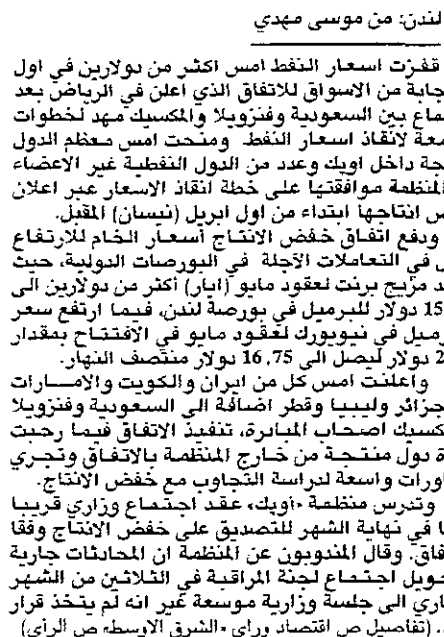 لندن: من موسى مهدي
قفزت اسعار النفط امس اكثر من دولارين في اول
جابة من الاسواق للاتفاق الذي اعلن في الرياض بعد
ماع بين السعودية وفنزويلا والمكسيك مهد لخطوات
معة لانقاذ اسعار النفط. ومنحت امس معظم الدول
جة داخل اوبك وعدد من الدول النفطية غير الاعضاء
لمنظمة موافقتها على خطة انقاذ الاسعار عبر اعلان
ض انتاجها ابتداء من اول ابريل (نيسان) المقبل.
ودفع اتفاق خفض الانتاج أسعار الخام للارتفاع
ل في التعاملات الآجلة في البورصات الدولية، حيث
د مزيج برنت لعقود مايو (ايار) أكثر من دولارين الى
15 دولار للبرميل في بورصة لندن، فيما ارتفع سعر
رميل في نيويورك لعقود مايو في الافتتاح بمقدار
2 دولار ليصل الى 16,75 دولار منتصف النهار.
واعلنت امس كل من ايران والكويت والامارات
جزائر وليبيا وقطر اضافة الى السعودية وفنزويلا
كسيك اصحاب المبادرة، تنفيذ الاتفاق فيما رحبت
ة دول منتجة من خارج المنظمة بالاتفاق وتجري
اورات واسعة لدراسة التجاوب مع خفض الانتاج.
وتدرس منظمة «اوبك» عقد اجتماع وزاري قريبا
ا في نهاية الشهر للتصديق على خفض الانتاج وفقا
فاق. وقال المندوبون عن المنظمة ان المحادثات جارية
ويل اجتماع لجنة المراقبة في الثلاثين من الشهر
اري الى جلسة وزارية موسعة غير انه لم يتخذ قرار
(تفاصيل ص اقتصاد وراي «الشرق الاوسط» ص الرأي)